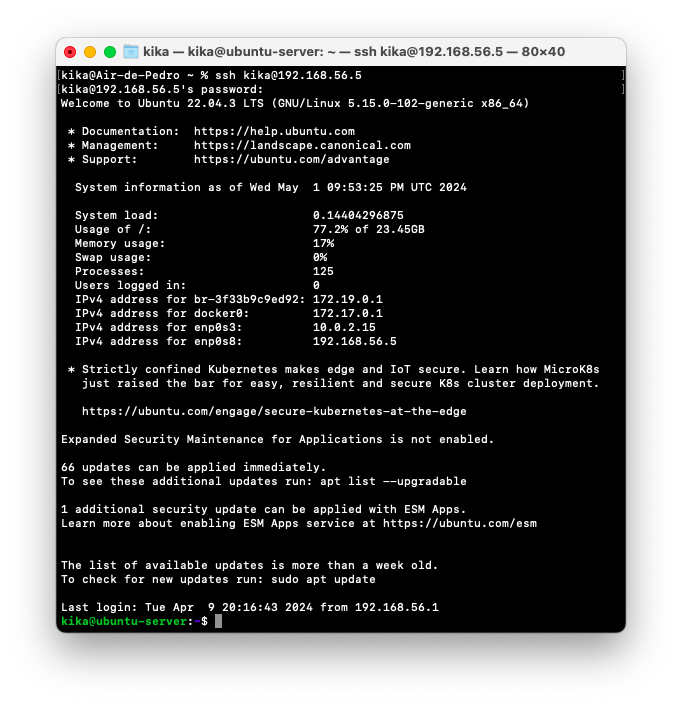 kika — kika@ubuntu-server: ~ — ssh kika@192.168.56.5 — 80×40
[kika@Air-de-Pedro ~ % ssh kika@192.168.56.5 ]
[kika@192.168.56.5's password: ]
Welcome to Ubuntu 22.04.3 LTS (GNU/Linux 5.15.0-102-generic x86_64)
* Documentation: https://help.ubuntu.com
* Management: https://landscape.canonical.com
* Support: https://ubuntu.com/advantage
System information as of Wed May 1 09:53:25 PM UTC 2024
System load: 0.14404296875
Usage of /: 77.2% of 23.45GB
Memory usage: 17%
Swap usage: 0%
Processes: 125
Users logged in: 0
IPv4 address for br-3f33b9c9ed92: 172.19.0.1
IPv4 address for docker0: 172.17.0.1
IPv4 address for enp0s3: 10.0.2.15
IPv4 address for enp0s8: 192.168.56.5
* Strictly confined Kubernetes makes edge and IoT secure. Learn how MicroK8s
just raised the bar for easy, resilient and secure K8s cluster deployment.
https://ubuntu.com/engage/secure-kubernetes-at-the-edge
Expanded Security Maintenance for Applications is not enabled.
66 updates can be applied immediately.
To see these additional updates run: apt list --upgradable
1 additional security update can be applied with ESM Apps.
Learn more about enabling ESM Apps service at https://ubuntu.com/esm
The list of available updates is more than a week old.
To check for new updates run: sudo apt update
Last login: Tue Apr 9 20:16:43 2024 from 192.168.56.1
kika@ubuntu-server:~$